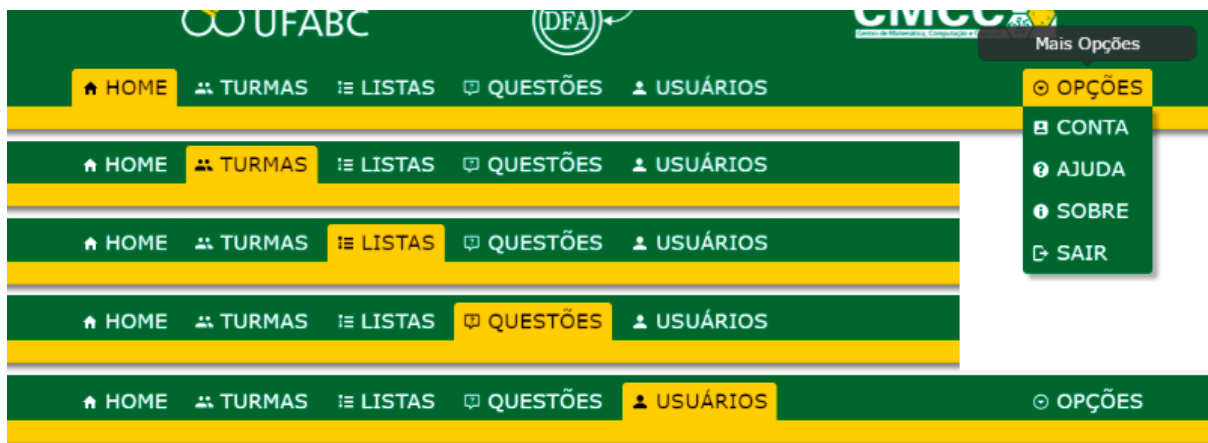 UFABC
DFA
CMCC
Mais Opções
HOME TURMAS LISTAS QUESTÕES USUÁRIOS OPÇÕES
CONTA
HOME TURMAS LISTAS QUESTÕES USUÁRIOS
AJUDA
SOBRE
HOME TURMAS LISTAS QUESTÕES USUÁRIOS
SAIR
HOME TURMAS LISTAS QUESTÕES USUÁRIOS
HOME TURMAS LISTAS QUESTÕES USUÁRIOS OPÇÕES